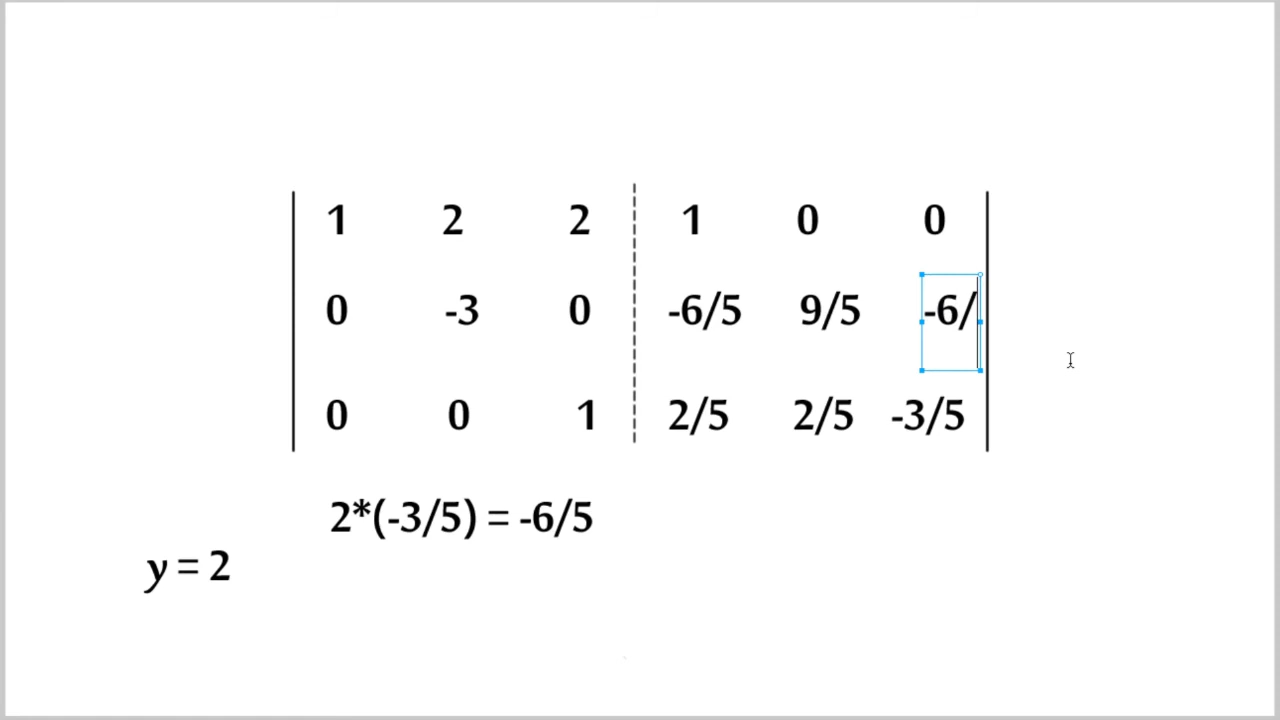 1 2 2 1 0 0
0 -3 0 -6/5 9/5 -6/
0 0 1 2/5 2/5 -3/5
2*(-3/5) = -6/5
y = 2